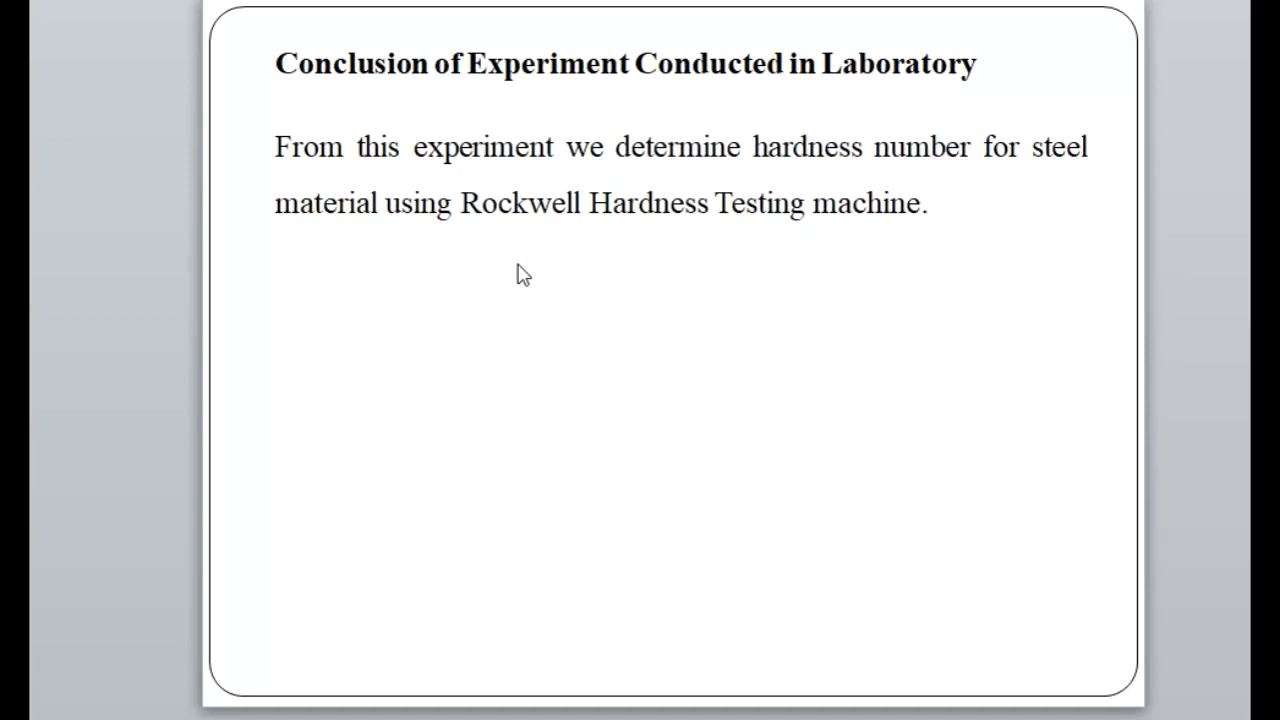 Conclusion of Experiment Conducted in Laboratory
From this experiment we determine hardness number for steel
material using Rockwell Hardness Testing machine.